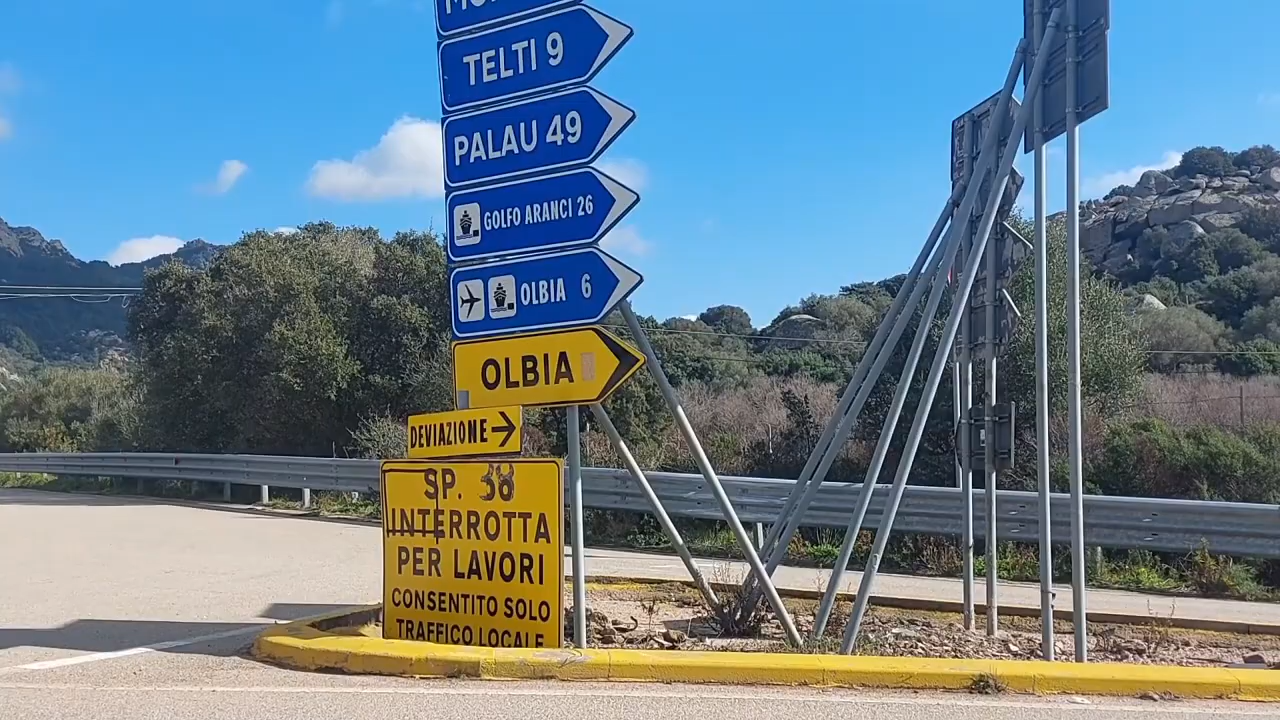 TELTI 9
PALAU 49
GOLFO ARANCI 26
OLBIA 6
OLBIA
DEVIAZIONE
SP. 38
INTERROTTA
PER LAVORI
CONSENTITO SOLO
TRAFFICO LOCALE